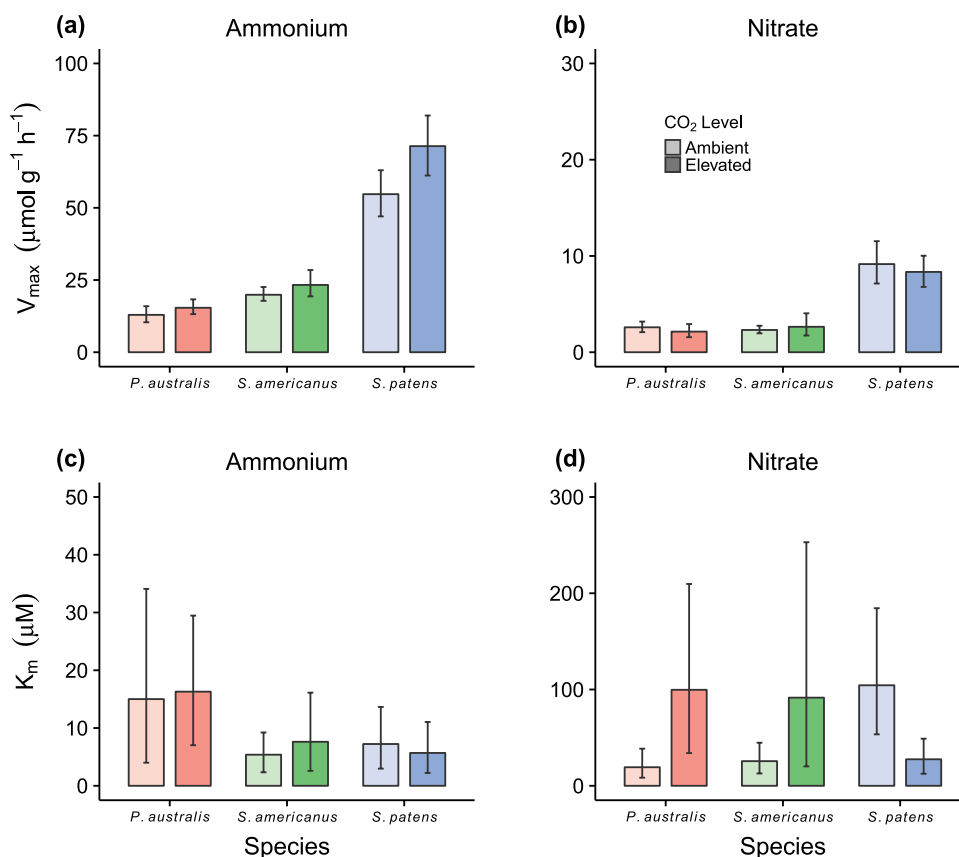 (a) Ammonium
100
75
50
25
0
V_max (μmol g⁻¹ h⁻¹)
P. australis S. americanus S. patens
(b) Nitrate
30
20
10
0
CO₂ Level
Ambient
Elevated
P. australis S. americanus S. patens
(c) Ammonium
50
40
30
20
10
0
K_m (μM)
P. australis S. americanus S. patens
Species
(d) Nitrate
300
200
100
0
P. australis S. americanus S. patens
Species